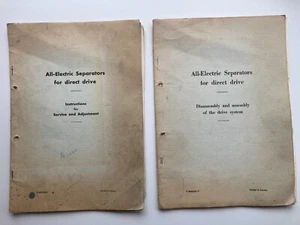 All-Electric Separators
for direct drive
Instructions
for
Service and Adjustment
All-Electric Separators
for direct drive
Disassembly and assembly
of the drive system